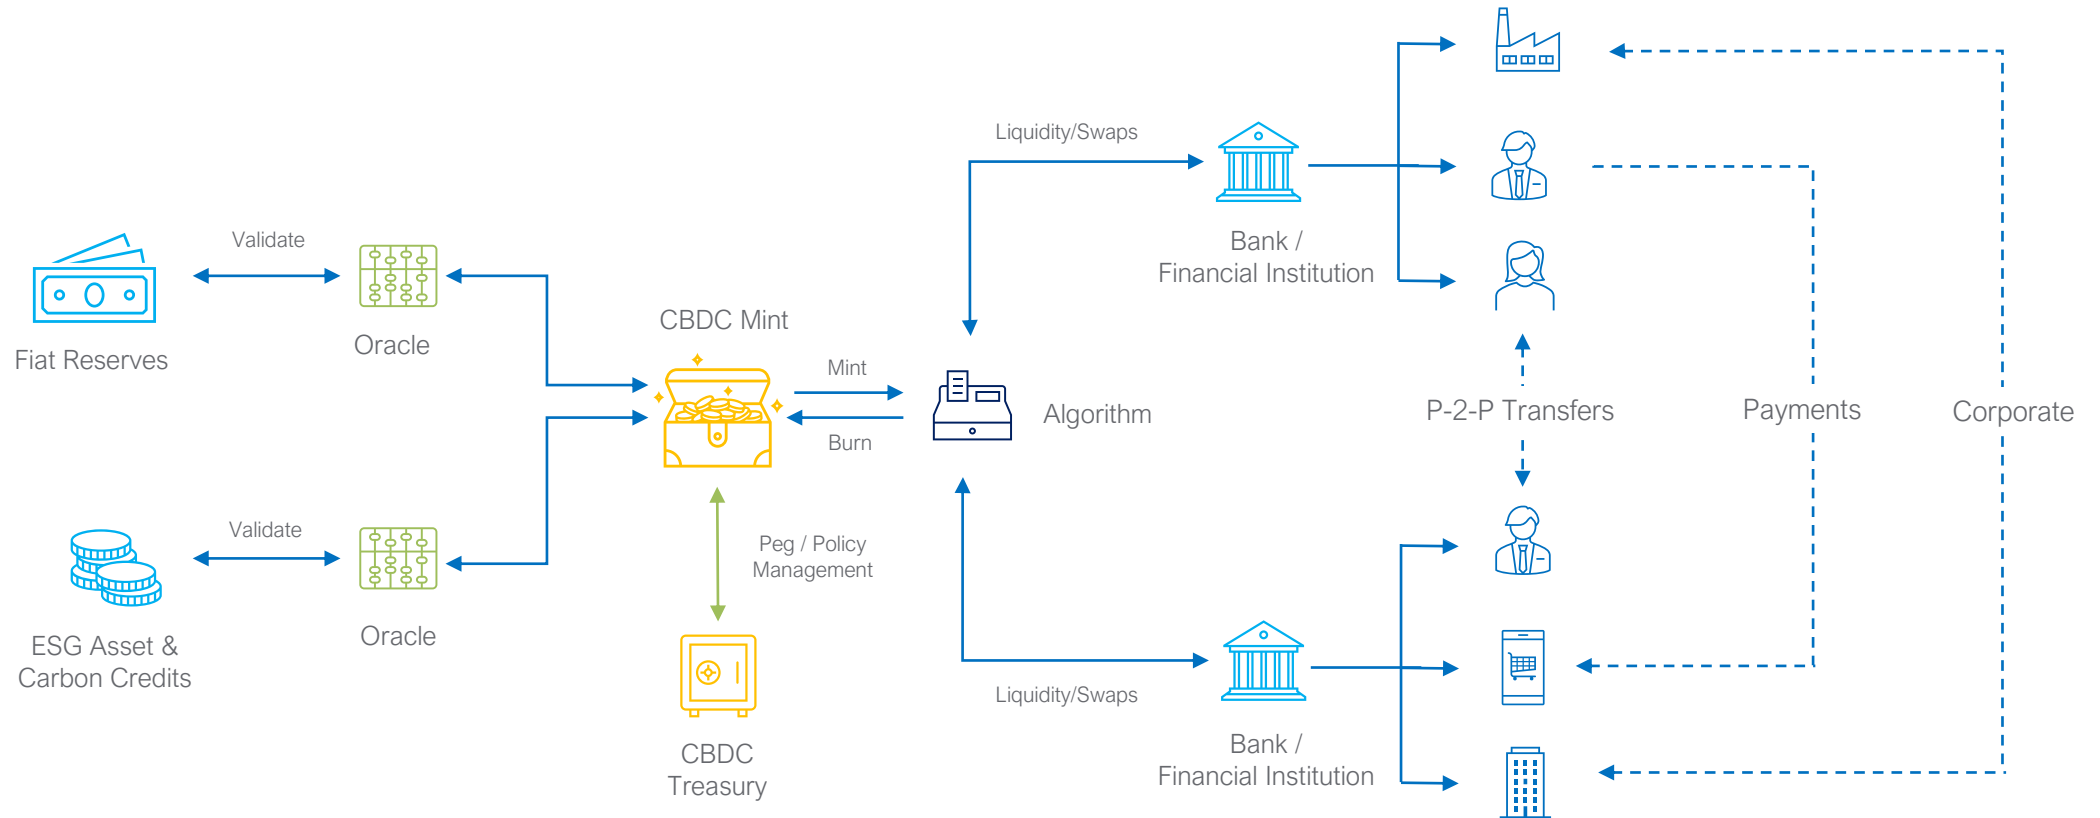 Liquidity/Swaps
Bank /
Financial Institution
Validate
Fiat Reserves
Oracle
CBDC Mint
Mint
Burn
Algorithm
P-2-P Transfers
Payments
Corporate
Validate
Peg / Policy
Management
ESG Asset &
Carbon Credits
Oracle
Liquidity/Swaps
CBDC
Treasury
Bank /
Financial Institution